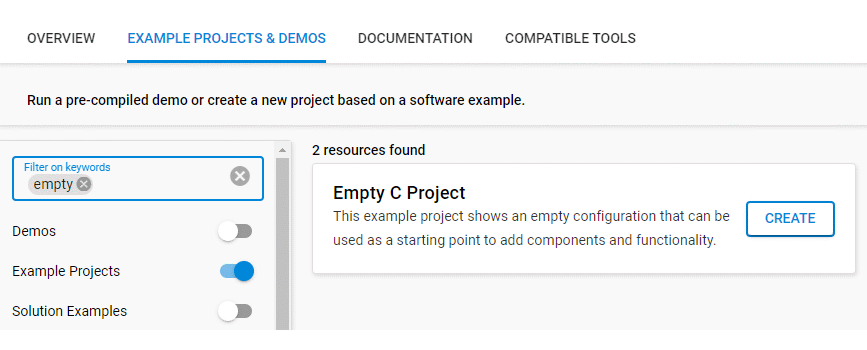 OVERVIEW
EXAMPLE PROJECTS & DEMOS
DOCUMENTATION
COMPATIBLE TOOLS
Run a pre-compiled demo or create a new project based on a software example.
Filter on keywords
empty
Demos
Example Projects
Solution Examples
2 resources found
Empty C Project
This example project shows an empty configuration that can be
used as a starting point to add components and functionality.
CREATE